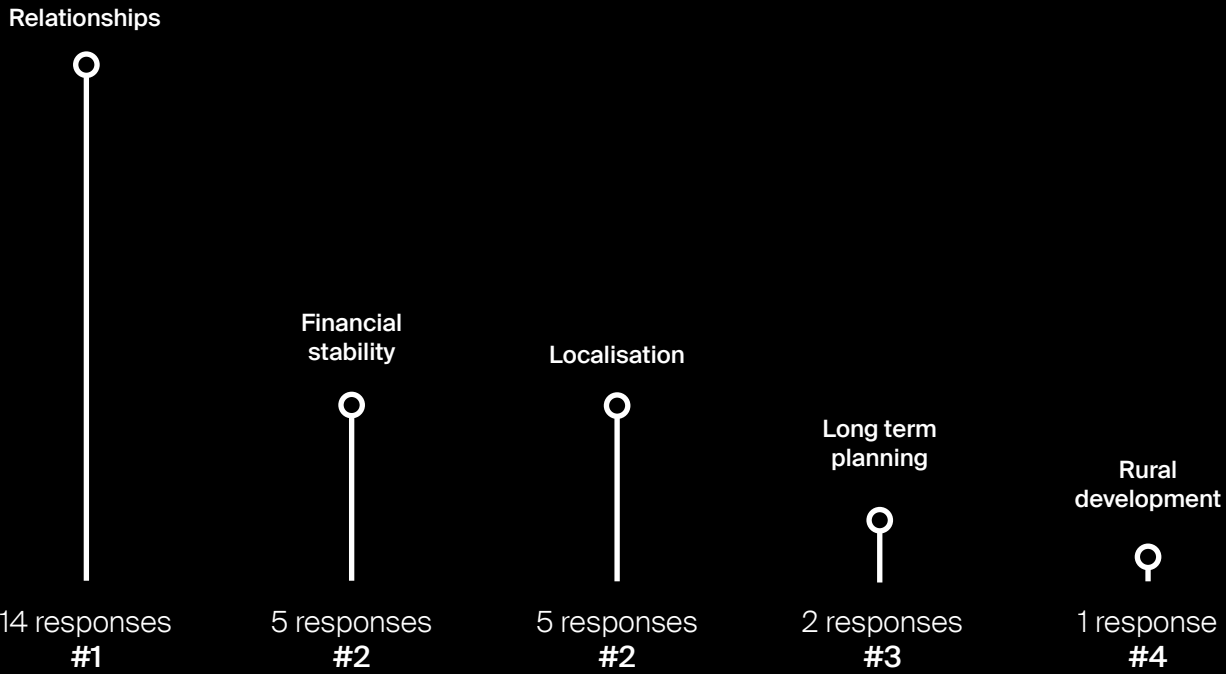 Relationships
14 responses
#1
Financial
stability
5 responses
#2
Localisation
5 responses
#2
Long term
planning
2 responses
#3
Rural
development
1 response
#4